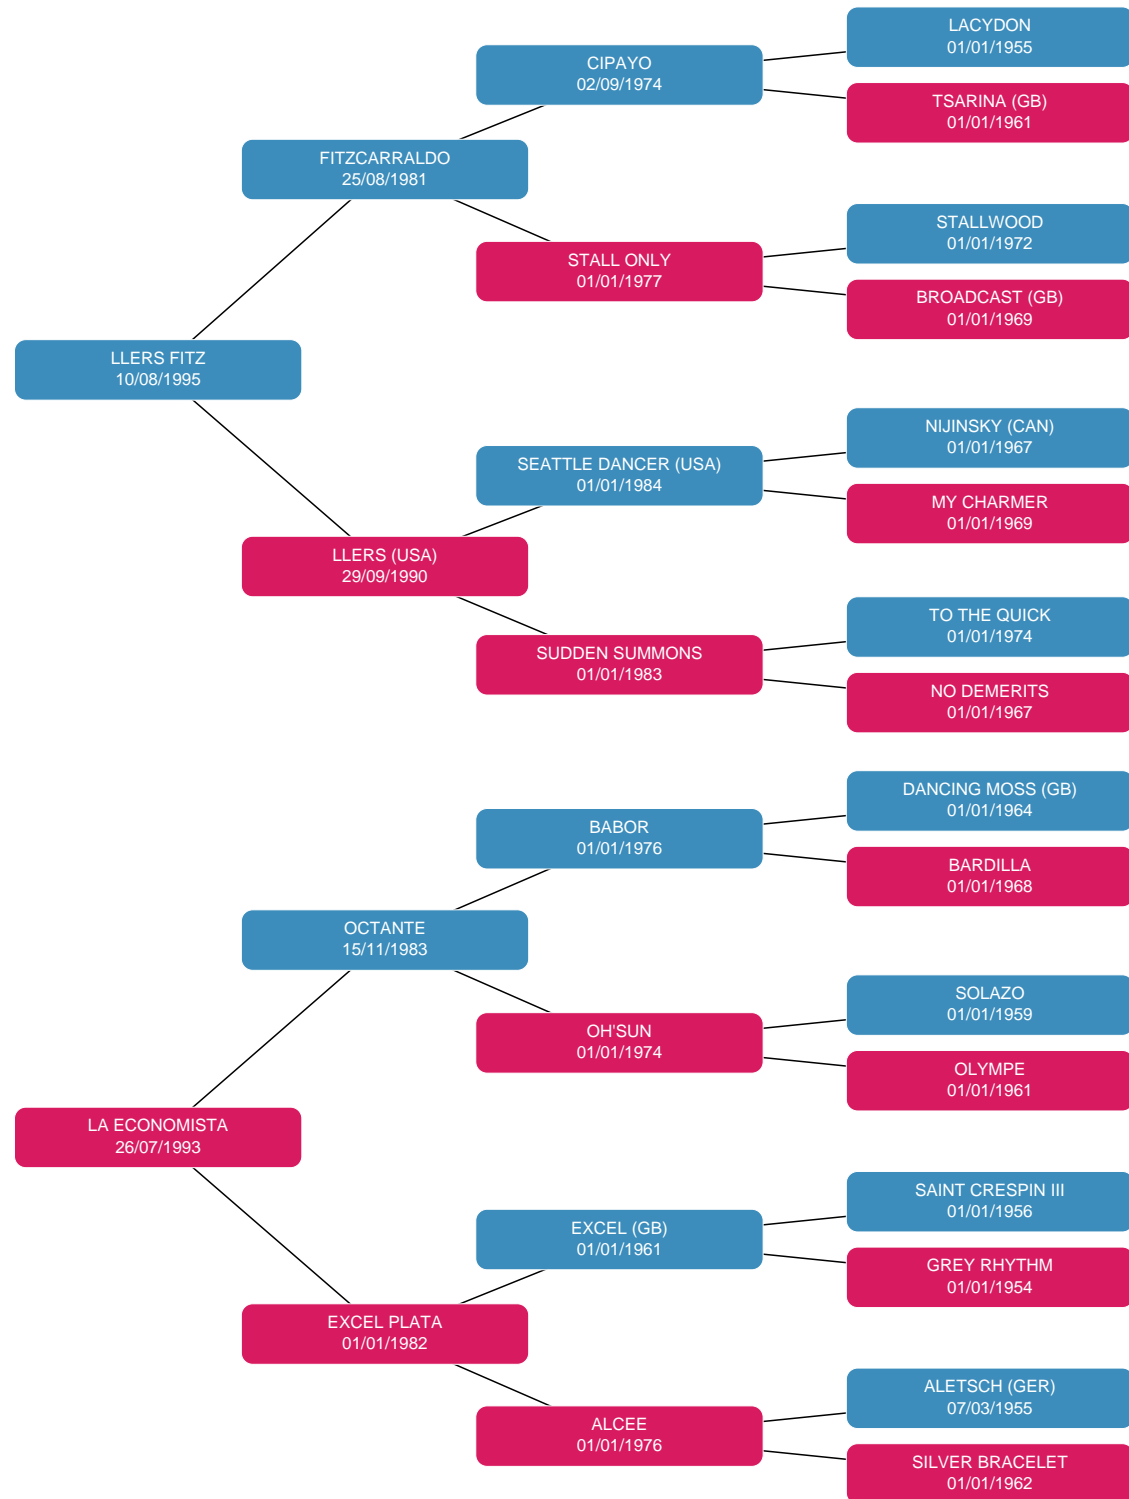 LACYDON
01/01/1955
CIPAYO
02/09/1974
TSARINA (GB)
01/01/1961
FITZCARRALDO
25/08/1981
STALLWOOD
01/01/1972
STALL ONLY
01/01/1977
BROADCAST (GB)
01/01/1969
LLERS FITZ
10/08/1995
NIJINSKY (CAN)
01/01/1967
SEATTLE DANCER (USA)
01/01/1984
MY CHARMER
01/01/1969
LLERS (USA)
29/09/1990
TO THE QUICK
01/01/1974
SUDDEN SUMMONS
01/01/1983
NO DEMERITS
01/01/1967
DANCING MOSS (GB)
01/01/1964
BABOR
01/01/1976
BARDILLA
01/01/1968
OCTANTE
15/11/1983
SOLAZO
01/01/1959
OH'SUN
01/01/1974
OLYMPE
01/01/1961
LA ECONOMISTA
26/07/1993
SAINT CRESPIN III
01/01/1956
EXCEL (GB)
01/01/1961
GREY RHYTHM
01/01/1954
EXCEL PLATA
01/01/1982
ALETSCH (GER)
07/03/1955
ALCEE
01/01/1976
SILVER BRACELET
01/01/1962